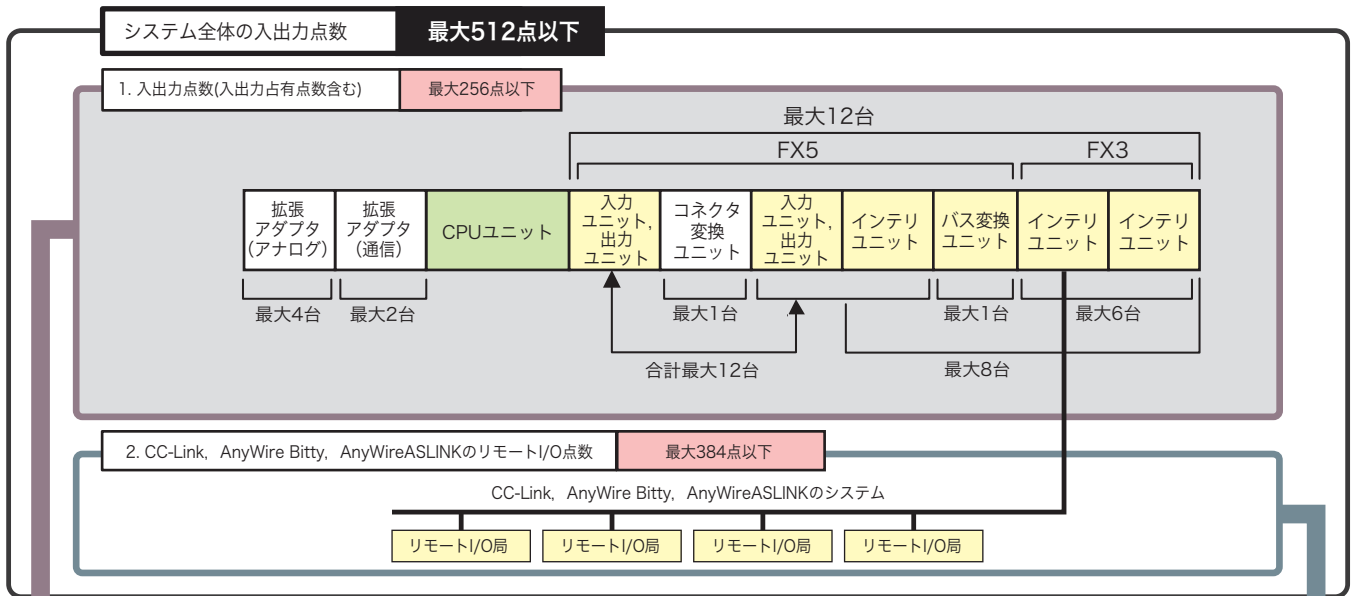 システム全体の入出力点数
最大512点以下
1. 入出力点数(入出力占有点数含む)
最大256点以下
最大12台
FX5
FX3
拡張
アダプタ
(アナログ)
拡張
アダプタ
(通信)
CPUユニット
入力
ユニット,
出力
ユニット
コネクタ
変換
ユニット
入力
ユニット,
出力
ユニット
インテリ
ユニット
バス変換
ユニット
インテリ
ユニット
インテリ
ユニット
最大4台
最大2台
最大1台
最大1台
最大6台
合計最大12台
最大8台
2. CC-Link, AnyWire Bitty, AnyWireASLINKのリモートI/O点数
最大384点以下
CC-Link, AnyWire Bitty, AnyWireASLINKのシステム
リモートI/O局
リモートI/O局
リモートI/O局
リモートI/O局